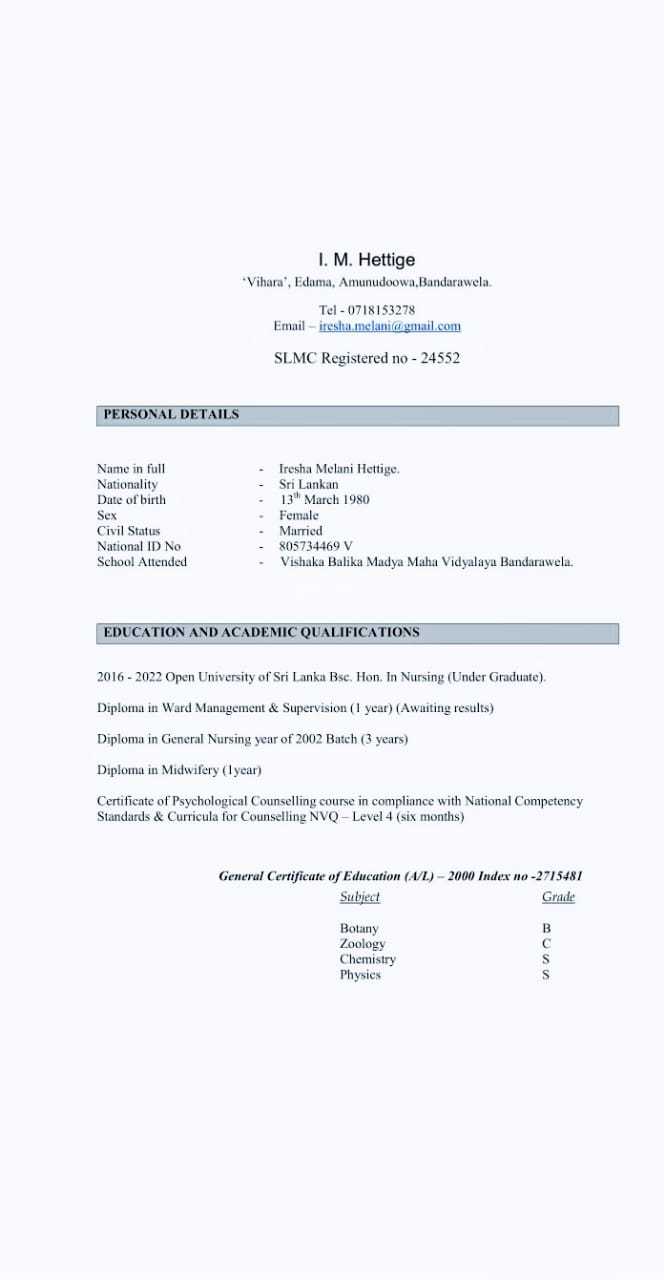 I. M. Hettige
‘Vihara’, Edama, Amunudoowa,Bandarawela.
Tel - 0718153278
Email – iresha.melani@gmail.com
SLMC Registered no - 24552
PERSONAL DETAILS
Name in full - Iresha Melani Hettige.
Nationality - Sri Lankan
Date of birth - 13th March 1980
Sex - Female
Civil Status - Married
National ID No - 805734469 V
School Attended - Vishaka Balika Madya Maha Vidyalaya Bandarawela.
EDUCATION AND ACADEMIC QUALIFICATIONS
2016 - 2022 Open University of Sri Lanka Bsc. Hon. In Nursing (Under Graduate).
Diploma in Ward Management & Supervision (1 year) (Awaiting results)
Diploma in General Nursing year of 2002 Batch (3 years)
Diploma in Midwifery (1year)
Certificate of Psychological Counselling course in compliance with National Competency
Standards & Curricula for Counselling NVQ – Level 4 (six months)
General Certificate of Education (A/L) – 2000 Index no -2715481
Subject Grade
Botany B
Zoology C
Chemistry S
Physics S